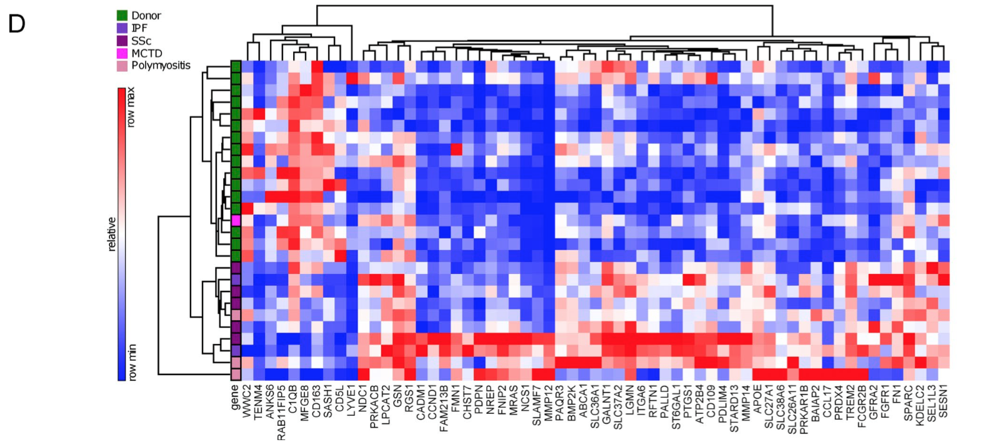 D
Donor
IPF
SSc
MCTD
Polymyositis
row max
relative
row min
gene
WWC2
TENM4
ANKS6
RAB11FIP5
C1QB
MFGE8
CD163
SASH1
CD5L
LYVE1
NDC1
PRKACB
LPCAT2
GSN
RGS1
CADM1
CCND1
FAM213B
FMN1
CHST7
PDPN
NREP
FNIP2
MRAS
NCS1
SLAMF7
MMP12
PAQR3
BMP2K
ABCA1
SLC36A1
GALNT1
SLC37A2
LGMN
ITGA6
RFTN1
PALLD
ST6GAL1
PTGS1
ATP2B4
CD109
PDLIM4
STARD13
MMP14
APOE
SLC27A1
SLC38A6
SLC26A11
PRKAR1B
BAIAP2
CCL17
PRDX4
TREM2
FCGR2B
GFRA2
FGFR1
FN1
SPARC
KDELC2
SEL1L3
SESN1